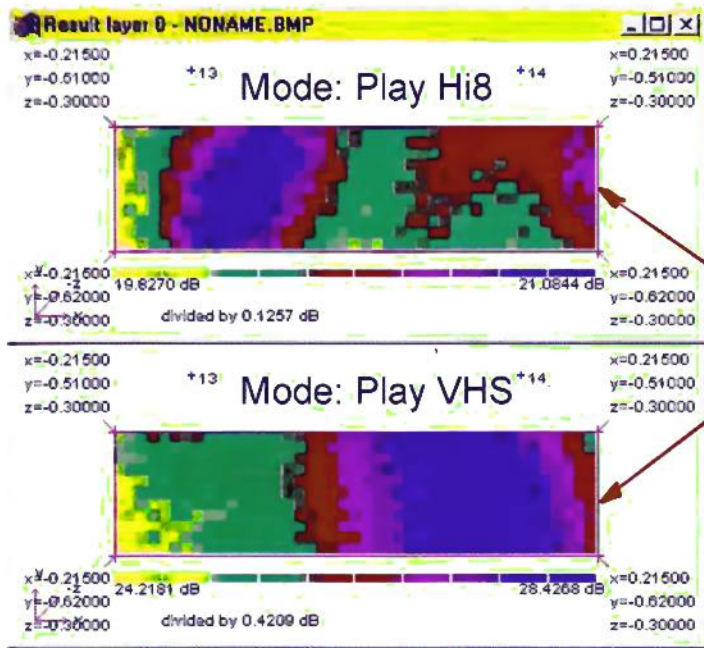 Result layer 0 - NONAME.BMP
x=-0.21500
y=-0.51000
z=-0.30000
+13
Mode: Play Hi8
+14
x=0.21500
y=-0.51000
z=-0.30000
x=-0.21500
y=-0.62000
z=-0.30000
19.8270 dB
21.0844 dB
divided by 0.1257 dB
x=0.21500
y=-0.62000
z=-0.30000
x=-0.21500
y=-0.51000
z=-0.30000
+13
Mode: Play VHS
+14
x=0.21500
y=-0.51000
z=-0.30000
x=-0.21500
y=-0.62000
z=-0.30000
24.2181 dB
28.4268 dB
divided by 0.4209 dB
x=0.21500
y=-0.62000
z=-0.30000